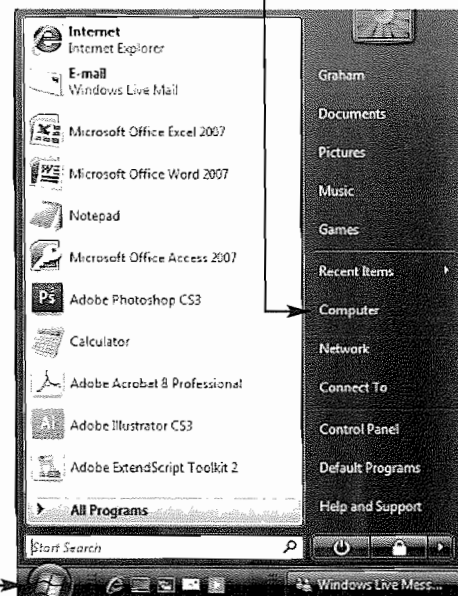 Internet
Internet Explorer
E-mail
Windows Live Mail
Microsoft Office Excel 2007
Microsoft Office Word 2007
Notepad
Microsoft Office Access 2007
Ps
Adobe Photoshop CS3
Calculator
Adobe Acrobat 8 Professional
Ai
Adobe Illustrator CS3
Adobe ExtendScript Toolkit 2
All Programs
Start Search
Graham
Documents
Pictures
Music
Games
Recent Items
Computer
Network
Connect To
Control Panel
Default Programs
Help and Support
Windows Live Mess...